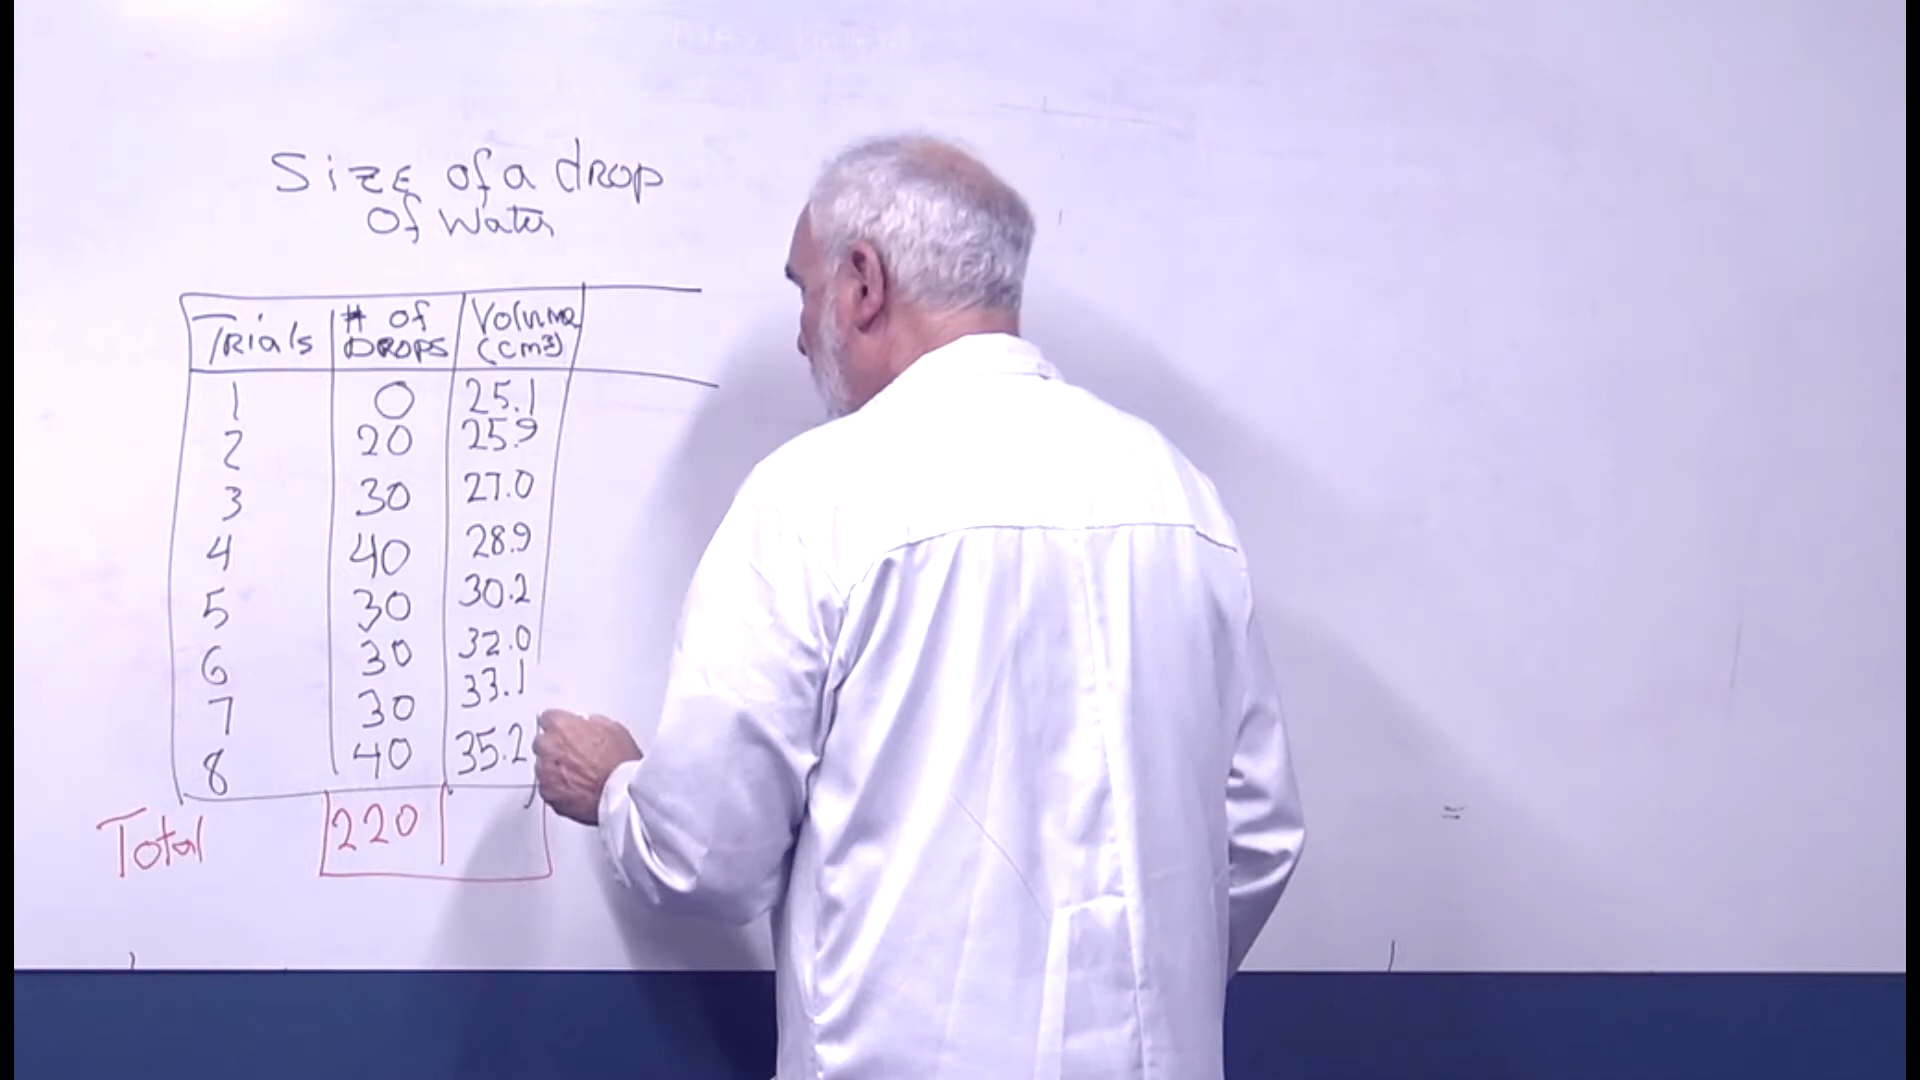 Size of a drop
of Water
Trials # of DROPS Volume (cm3)
1 0 25.1
2 20 25.9
3 30 27.0
4 40 28.9
5 30 30.2
6 30 32.0
7 30 33.1
8 40 35.2
Total 220
=